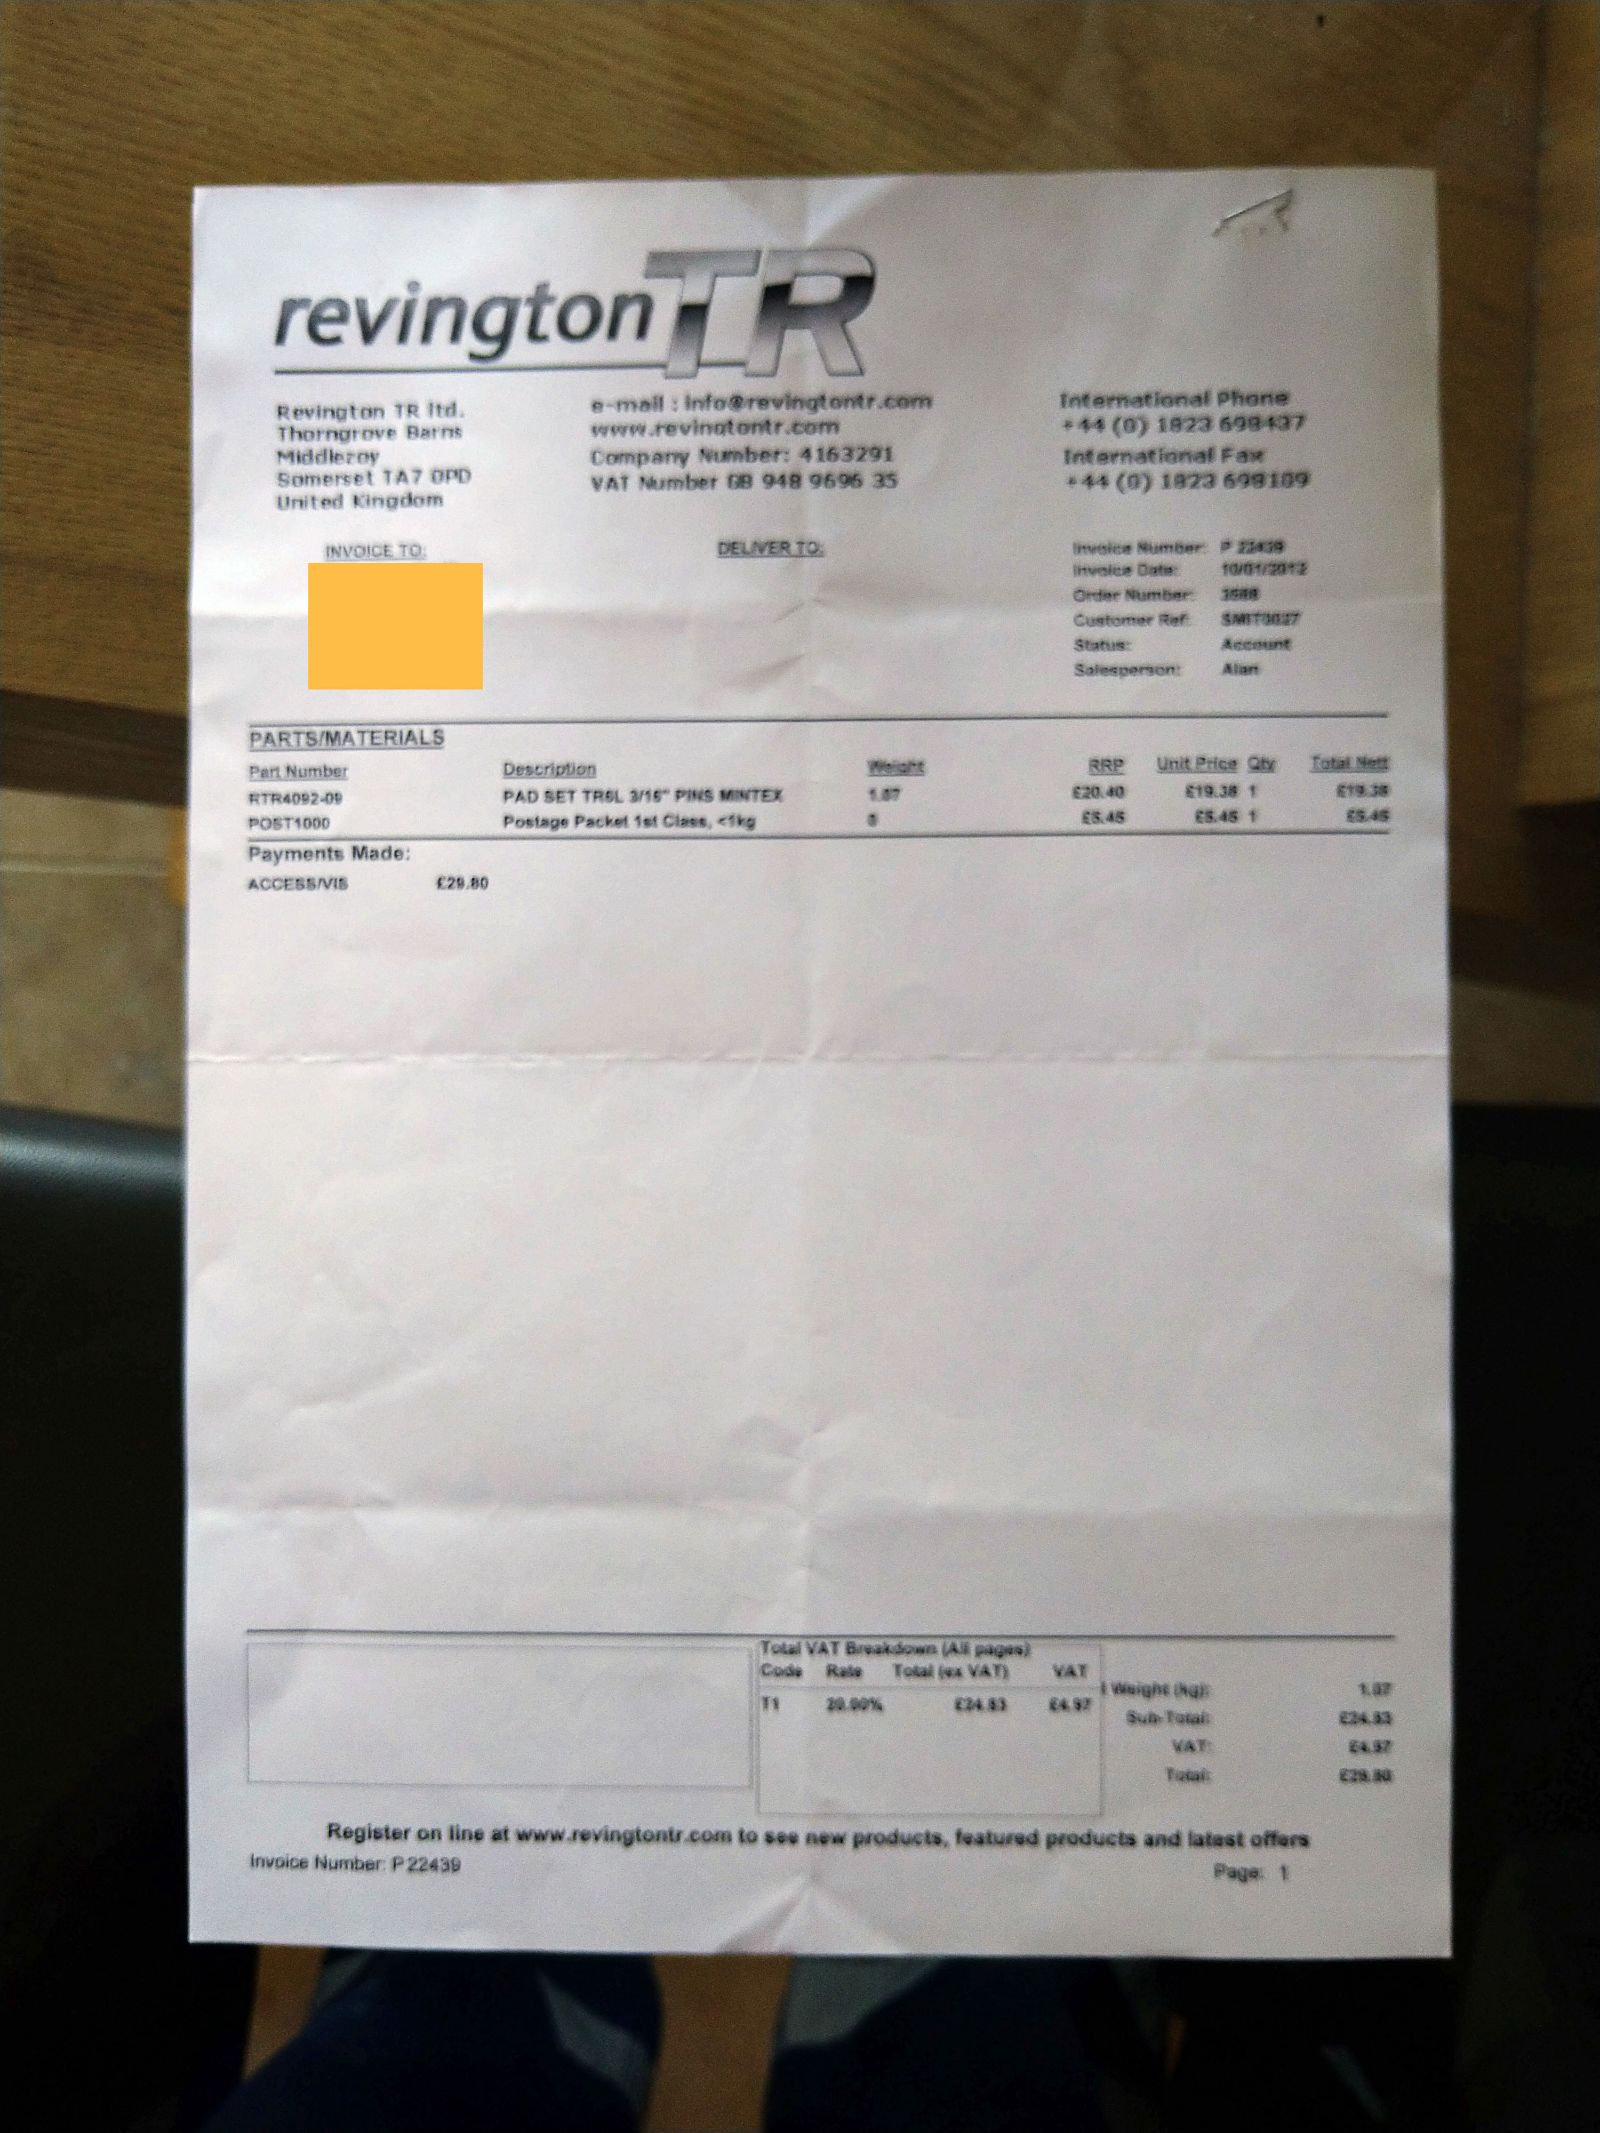 revington TR
Revington TR ltd.
Thorngrove Barns
Middlezoy
Somerset TA7 0PD
United Kingdom
e-mail : info@revingtontr.com
www.revingtontr.com
Company Number: 4163291
VAT Number GB 948 9696 35
International Phone
+44 (0) 1823 698437
International Fax
+44 (0) 1823 698109
INVOICE TO:
DELIVER TO:
Invoice Number: P 22439
Invoice Date: 10/01/2012
Order Number:
Customer Ref: SMIT0027
Status: Account
Salesperson: Alan
PARTS/MATERIALS
Part Number Description Weight RRP Unit Price Qty Total Nett
RTR4092-09 PAD SET TR5L 3/16" PINS MINTEX 1.07 £20.40 £19.38 1 £19.38
POST1000 Postage Packet 1st Class, <1kg 0 £5.45 £5.45 1 £5.45
Payments Made:
ACCESS/VIS £29.80
Total VAT Breakdown (All pages)
Code Rate Total (ex VAT) VAT
T1 20.00% £24.83 £4.97
l Weight (kg): 1.07
Sub-Total: £24.83
VAT: £4.97
Total: £29.80
Register on line at www.revingtontr.com to see new products, featured products and latest offers
Invoice Number: P 22439
Page: 1